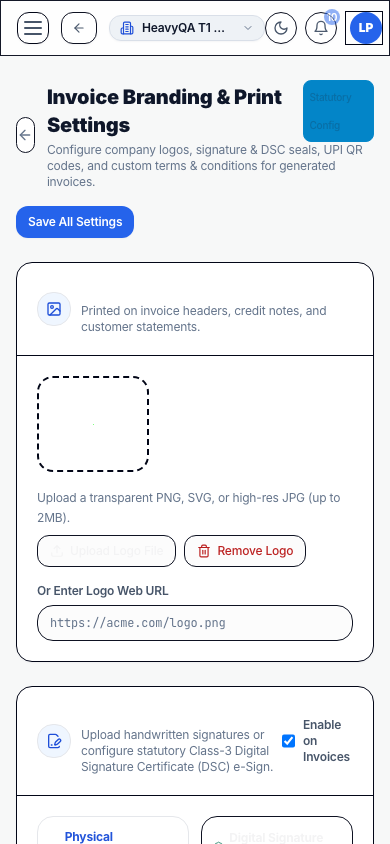 HeavyQA T1 ...
LP
Invoice Branding & Print
Settings
Statutory
Config
Configure company logos, signature & DSC seals, UPI QR
codes, and custom terms & conditions for generated
invoices.
Save All Settings
Printed on invoice headers, credit notes, and
customer statements.
Upload a transparent PNG, SVG, or high-res JPG (up to
2MB).
Upload Logo File
Remove Logo
Or Enter Logo Web URL
https://acme.com/logo.png
Upload handwritten signatures or
configure statutory Class-3 Digital
Signature Certificate (DSC) e-Sign.
Enable
on
Invoices
Physical
Digital Signature